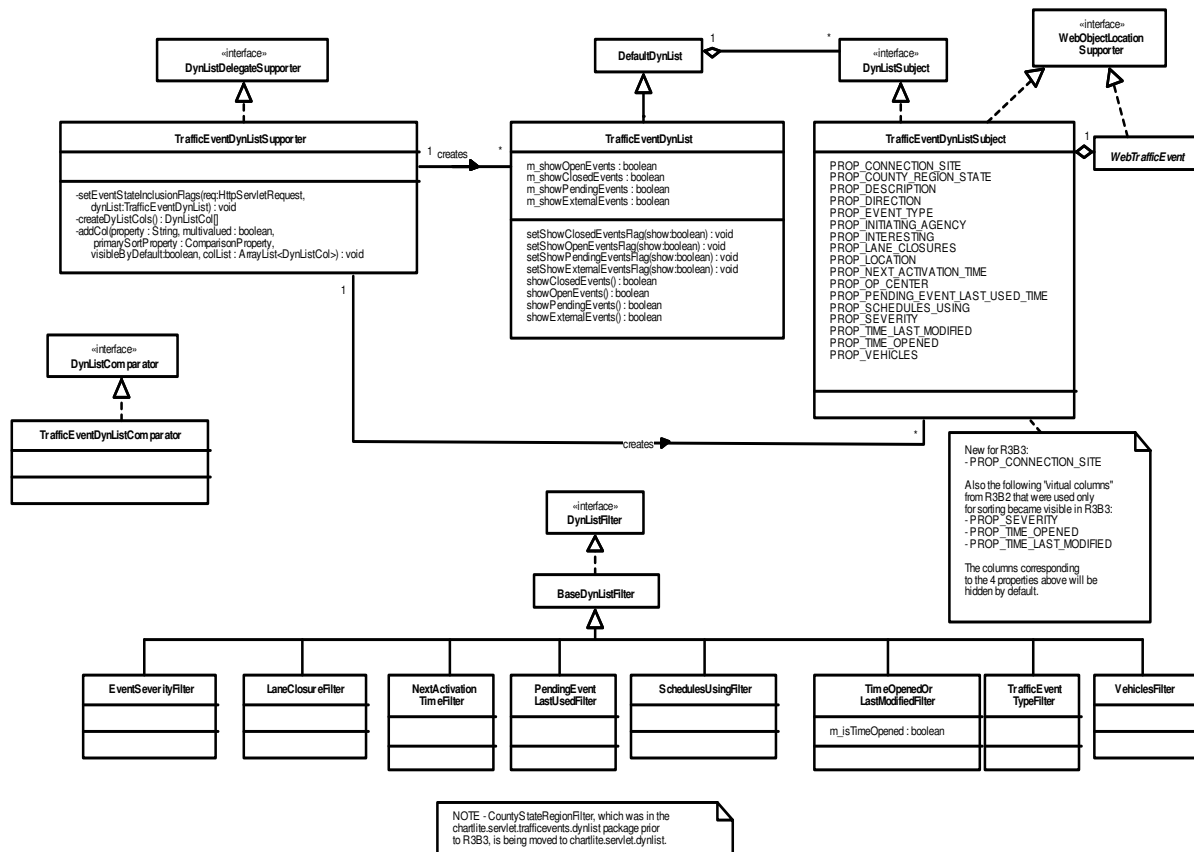 «interface»
DynListDelegateSupporter
DefaultDynList
1
*
«interface»
DynListSubject
«interface»
WebObjectLocation
Supporter
TrafficEventDynListSupporter
-setEventStateInclusionFlags(req:HttpServletRequest,
dynList:TrafficEventDynList) : void
-createDyListCols() : DynListCol[]
-addCol(property : String, multivalued : boolean,
primarySortProperty : ComparisonProperty,
visibleByDefault:boolean, colList : ArrayList<DynListCol>) : void
1
creates
*
TrafficEventDynList
m_showOpenEvents : boolean
m_showClosedEvents : boolean
m_showPendingEvents : boolean
m_showExternalEvents : boolean
setShowClosedEventsFlag(show:boolean) : void
setShowOpenEventsFlag(show:boolean) : void
setShowPendingEventsFlag(show:boolean) : void
setShowExternalEventsFlag(show:boolean) : void
showClosedEvents() : boolean
showOpenEvents() : boolean
showPendingEvents() : boolean
showExternalEvents() : boolean
TrafficEventDynListSubject
PROP_CONNECTION_SITE
PROP_COUNTY_REGION_STATE
PROP_DESCRIPTION
PROP_DIRECTION
PROP_EVENT_TYPE
PROP_INITIATING_AGENCY
PROP_INTERESTING
PROP_LANE_CLOSURES
PROP_LOCATION
PROP_NEXT_ACTIVATION_TIME
PROP_OP_CENTER
PROP_PENDING_EVENT_LAST_USED_TIME
PROP_SCHEDULES_USING
PROP_SEVERITY
PROP_TIME_LAST_MODIFIED
PROP_TIME_OPENED
PROP_VEHICLES
1
WebTrafficEvent
1
creates
*
«interface»
DynListComparator
TrafficEventDynListComparator
New for R3B3:
- PROP_CONNECTION_SITE
Also the following "virtual columns"
from R3B2 that were used only
for sorting became visible in R3B3:
- PROP_SEVERITY
- PROP_TIME_OPENED
- PROP_TIME_LAST_MODIFIED
The columns corresponding
to the 4 properties above will be
hidden by default.
«interface»
DynListFilter
BaseDynListFilter
EventSeverityFilter
LaneClosureFilter
NextActivation
TimeFilter
PendingEvent
LastUsedFilter
SchedulesUsingFilter
TimeOpenedOr
LastModifiedFilter
m_isTimeOpened : boolean
TrafficEvent
TypeFilter
VehiclesFilter
NOTE - CountyStateRegionFilter, which was in the
chartlite.servlet.trafficevents.dynlist package prior
to R3B3, is being moved to chartlite.servlet.dynlist.